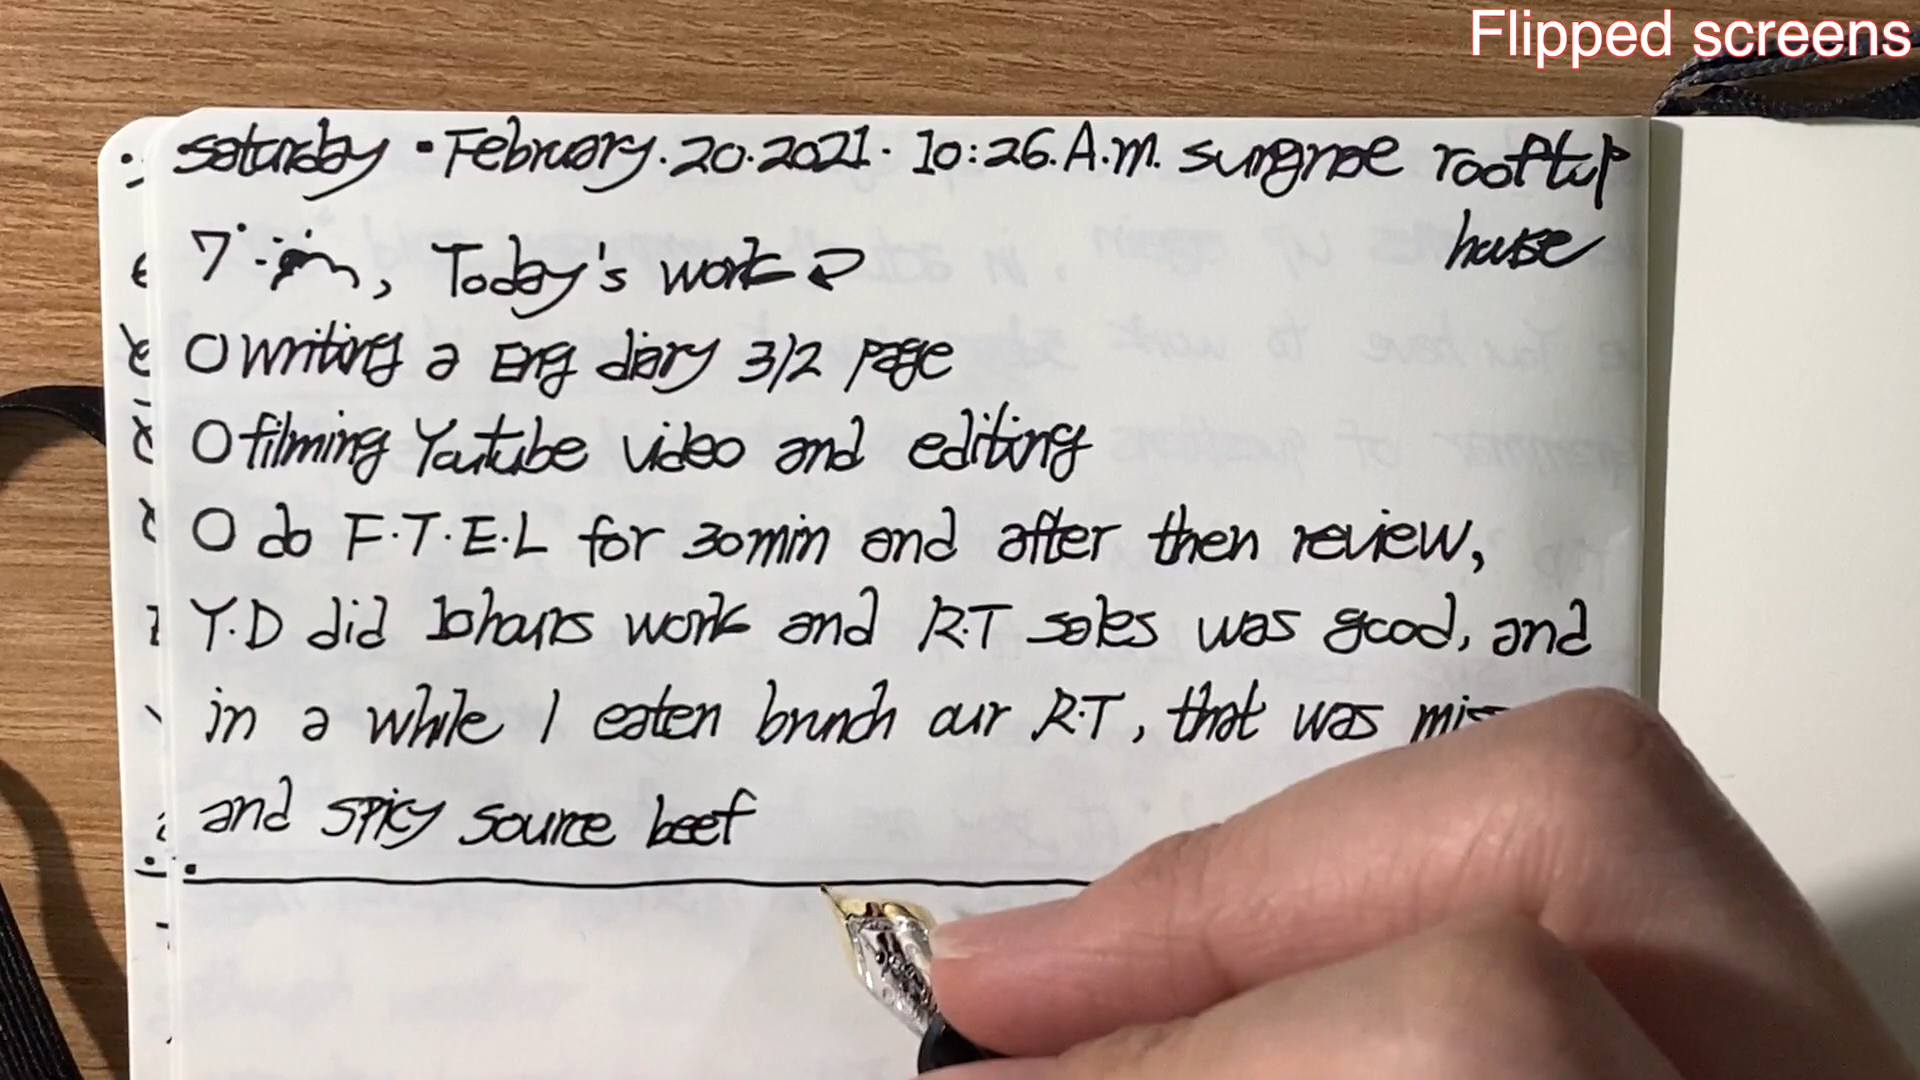 Flipped screens
saturday • February. 20. 2021 · 10:26. A.m. sungnae rooftop
house
7 , Today's work
O writing a Eng diary 3/2 page
O filming Youtube video and editing
O do F.T.E.L for 30min and after then review,
Y.D did 10hours work and R.T sales was good, and
in a while I eaten brunch our R.T, that was
and spicy source beef